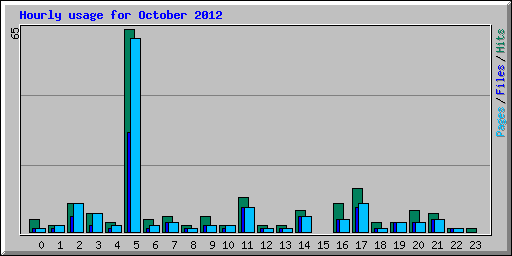 Hourly usage for October 2012
65
Pages / Files / Hits
0 1 2 3 4 5 6 7 8 9 10 11 12 13 14 15 16 17 18 19 20 21 22 23